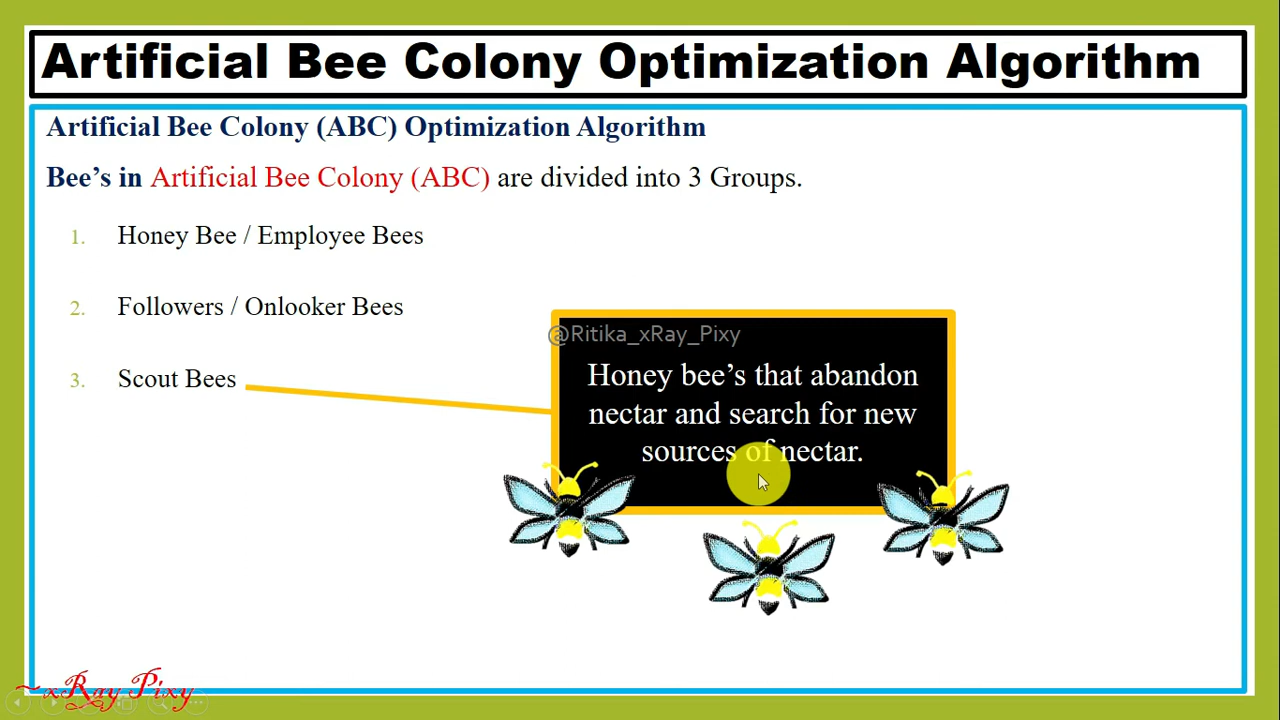 Artificial Bee Colony Optimization Algorithm
Artificial Bee Colony (ABC) Optimization Algorithm
Bee's in Artificial Bee Colony (ABC) are divided into 3 Groups.
1. Honey Bee / Employee Bees
2. Followers / Onlooker Bees
3. Scout Bees
@Ritika_xRay_Pixy
Honey bee's that abandon
nectar and search for new
sources of nectar.
~xRay Pixy